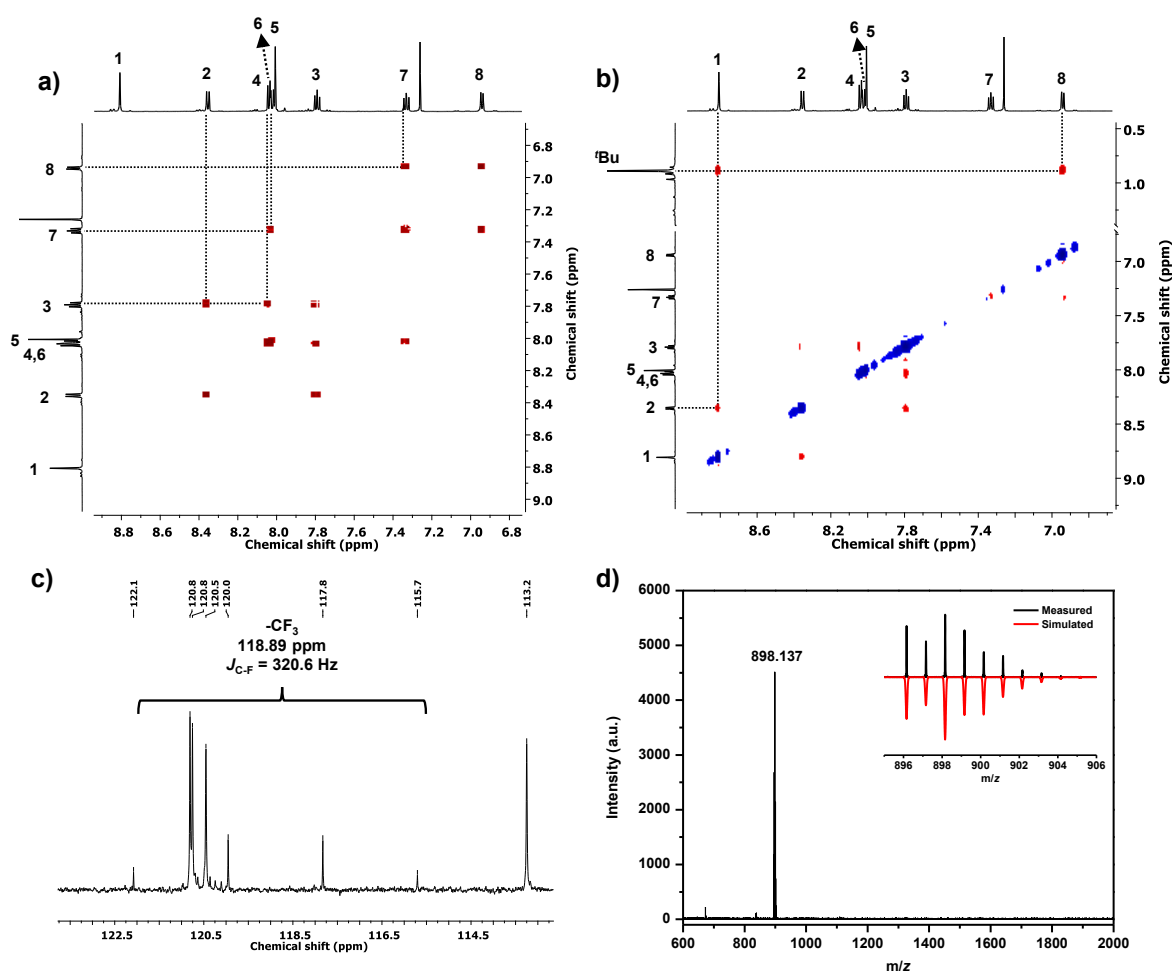 a)
1
2
6
5
4
3
7
8
8
7
3
5
4,6
2
1
6.8
7.0
7.2
7.4
7.6
7.8
8.0
8.2
8.4
8.6
8.8
9.0
Chemical shift (ppm)
8.8 8.6 8.4 8.2 8.0 7.8 7.6 7.4 7.2 7.0 6.8
Chemical shift (ppm)
b)
1
2
6
5
4
3
7
8
tBu
8
7
3
5
4,6
2
1
0.5
1.0
7.0
7.5
8.0
8.5
9.0
Chemical shift (ppm)
8.6 8.2 7.8 7.4 7.0
Chemical shift (ppm)
c)
122.1
120.8
120.8
120.5
120.0
117.8
115.7
113.2
-CF3
118.89 ppm
JC-F = 320.6 Hz
122.5 120.5 118.5 116.5 114.5
Chemical shift (ppm)
d)
6000
5000
4000
3000
2000
1000
0
Intensity (a.u.)
898.137
Measured
Simulated
896 898 900 902 904 906
m/z
600 800 1000 1200 1400 1600 1800 2000
m/z